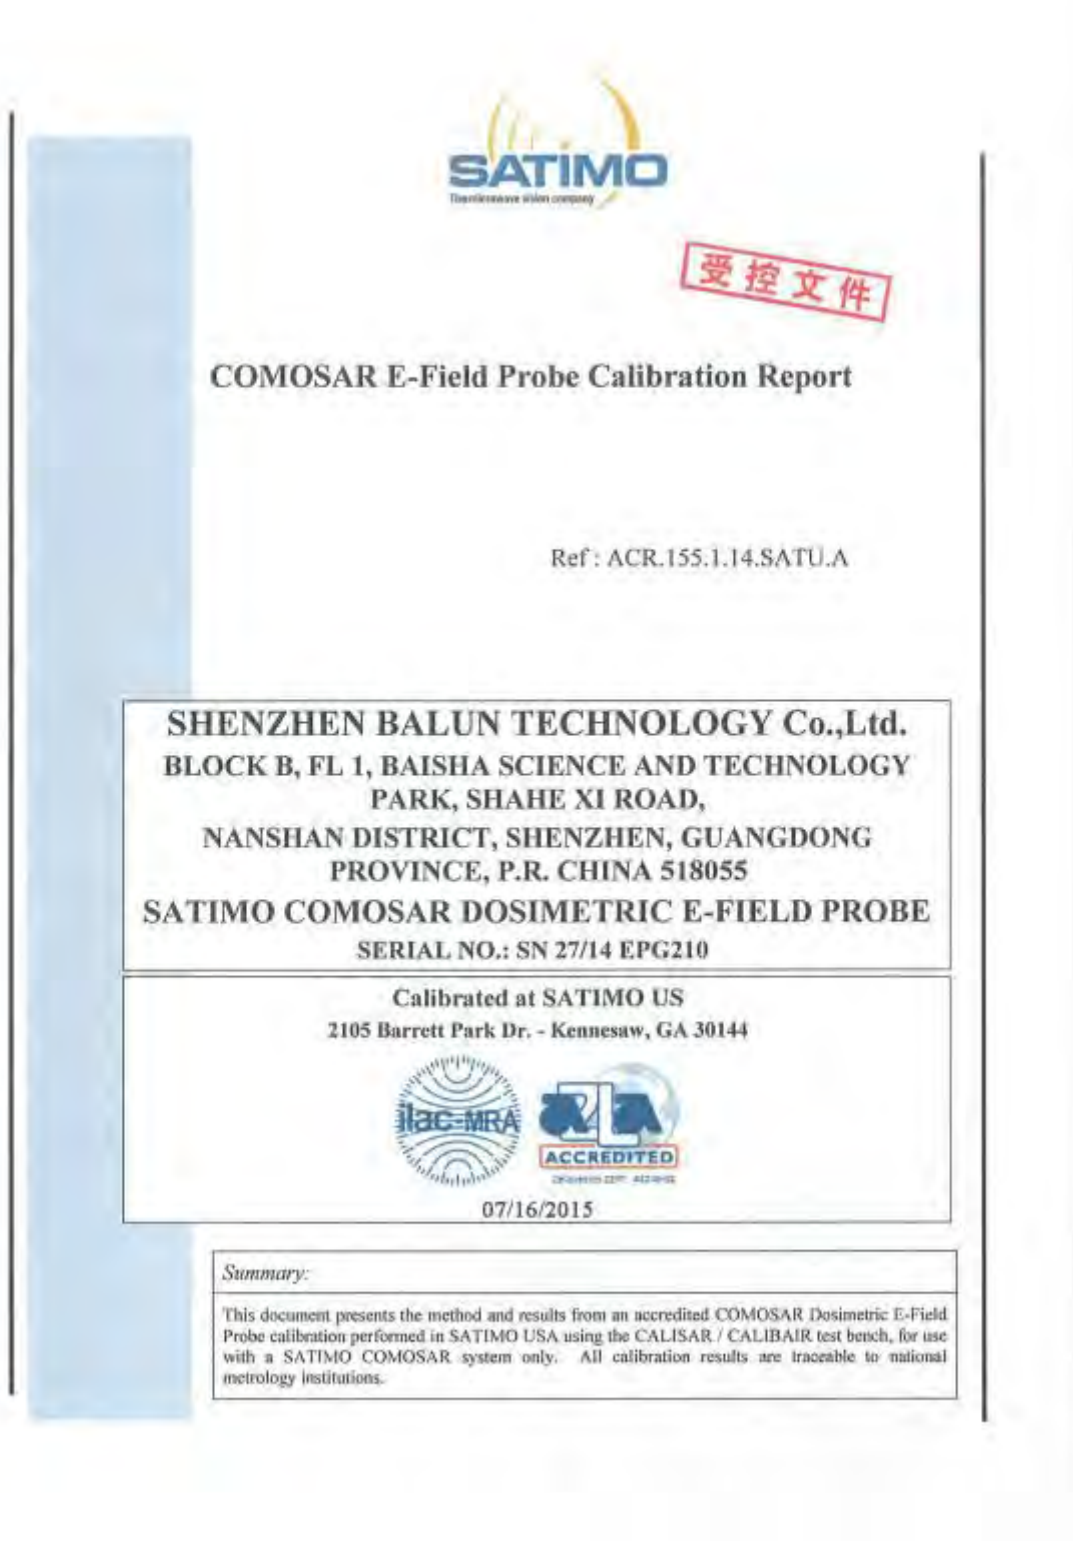 SATIMO
The microwave vision company
受控文件
COMOSAR E-Field Probe Calibration Report
Ref : ACR.155.1.14.SATU.A
SHENZHEN BALUN TECHNOLOGY Co.,Ltd.
BLOCK B, FL 1, BAISHA SCIENCE AND TECHNOLOGY
PARK, SHAHE XI ROAD,
NANSHAN DISTRICT, SHENZHEN, GUANGDONG
PROVINCE, P.R. CHINA 518055
SATIMO COMOSAR DOSIMETRIC E-FIELD PROBE
SERIAL NO.: SN 27/14 EPG210
Calibrated at SATIMO US
2105 Barrett Park Dr. - Kennesaw, GA 30144
ilac-MRA
A2LA
ACCREDITED
07/16/2015
Summary:
This document presents the method and results from an accredited COMOSAR Dosimetric E-Field
Probe calibration performed in SATIMO USA using the CALISAR / CALIBAIR test bench, for use
with a SATIMO COMOSAR system only. All calibration results are traceable to national
metrology institutions.